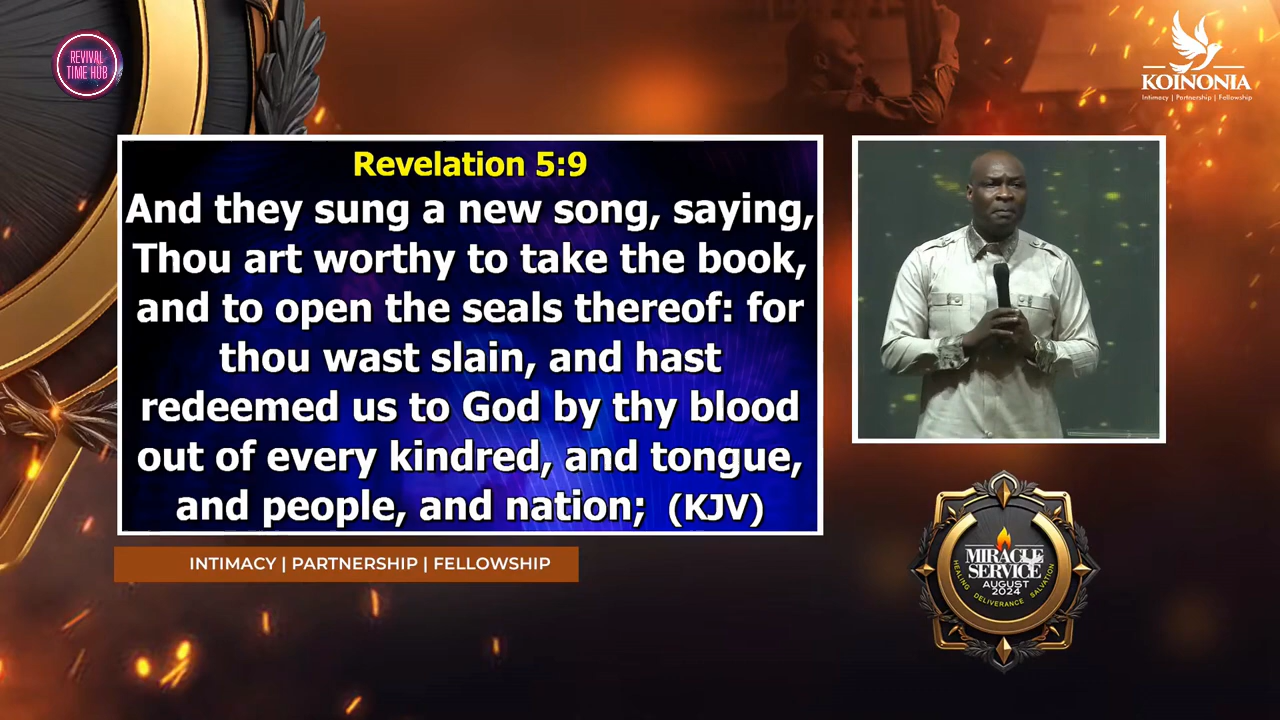 REVIVAL
TIME HUB
KOINONIA
Intimacy | Partnership | Fellowship
Revelation 5:9
And they sung a new song, saying,
Thou art worthy to take the book,
and to open the seals thereof: for
thou wast slain, and hast
redeemed us to God by thy blood
out of every kindred, and tongue,
and people, and nation;  (KJV)
INTIMACY | PARTNERSHIP | FELLOWSHIP
MIRACLE
SERVICE
AUGUST
2024
HEALING DELIVERANCE SALVATION